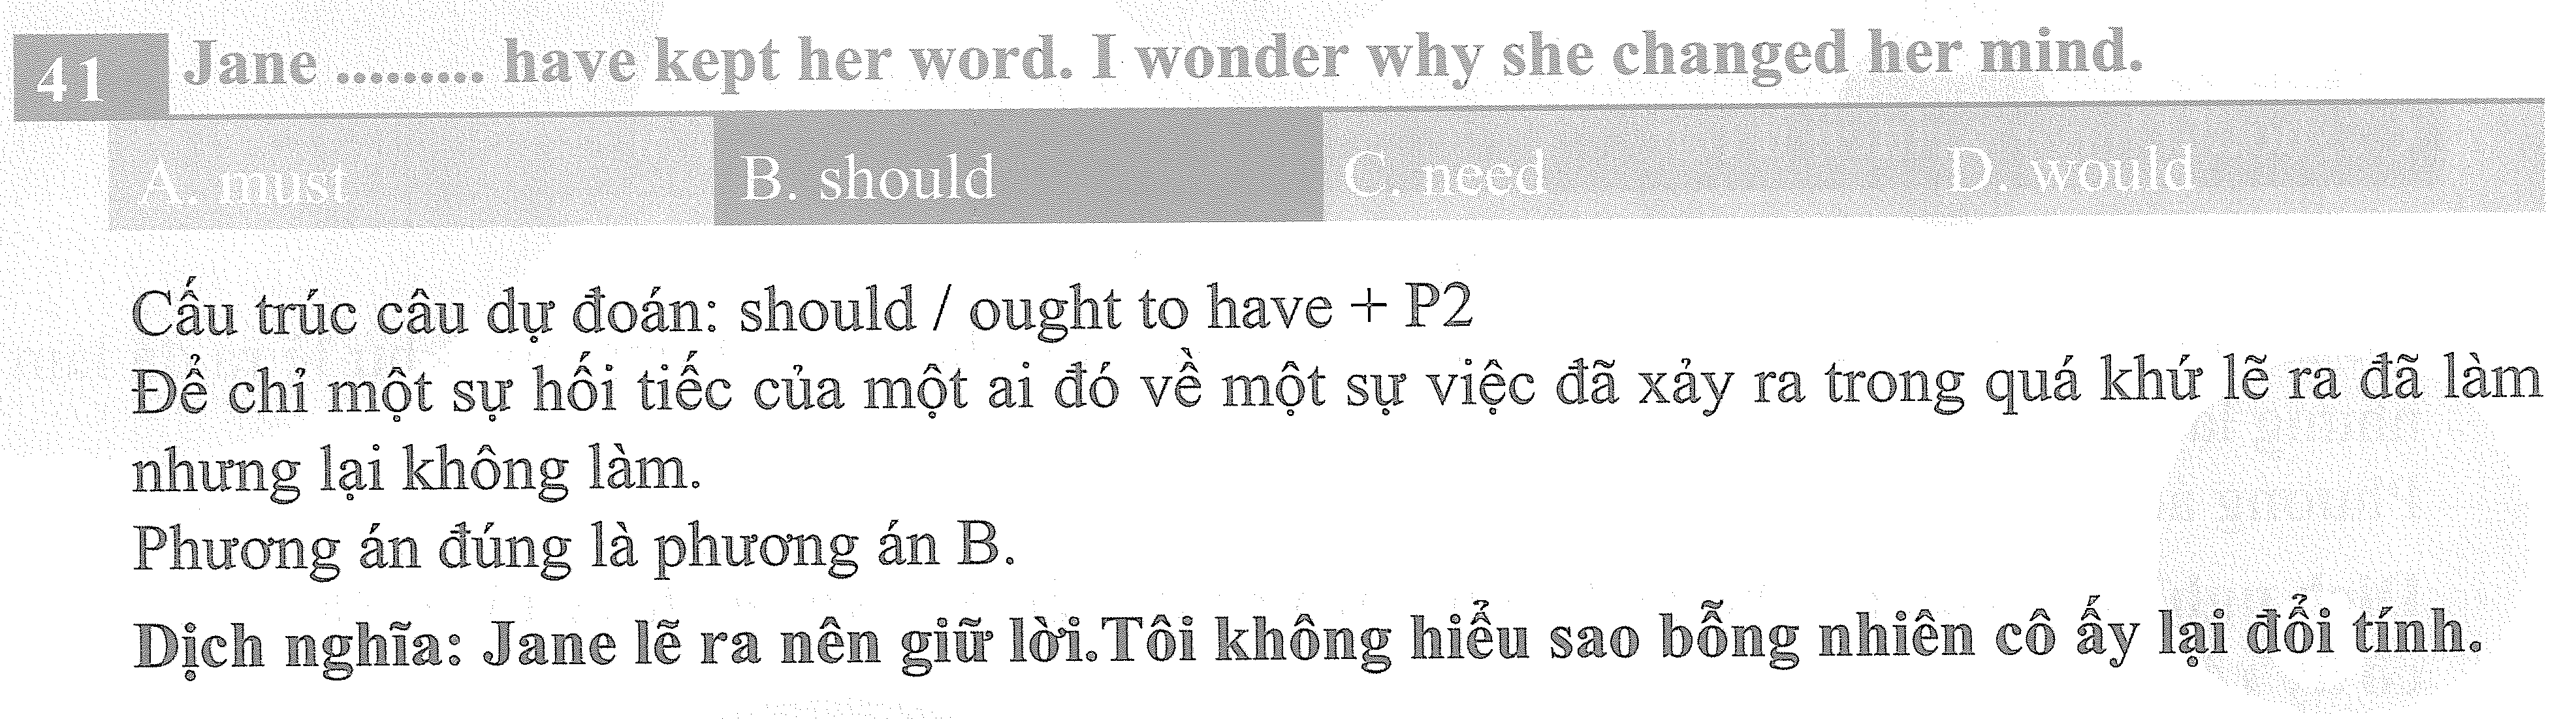 41 Jane ......... have kept her word. I wonder why she changed her mind.
A. must B. should C. need D. would
Cấu trúc câu dự đoán: should / ought to have + P2
Để chỉ một sự hối tiếc của một ai đó về một sự việc đã xảy ra trong quá khứ lẽ ra đã làm
nhưng lại không làm.
Phương án đúng là phương án B.
Dịch nghĩa: Jane lẽ ra nên giữ lời.Tôi không hiểu sao bỗng nhiên cô ấy lại đổi tính.